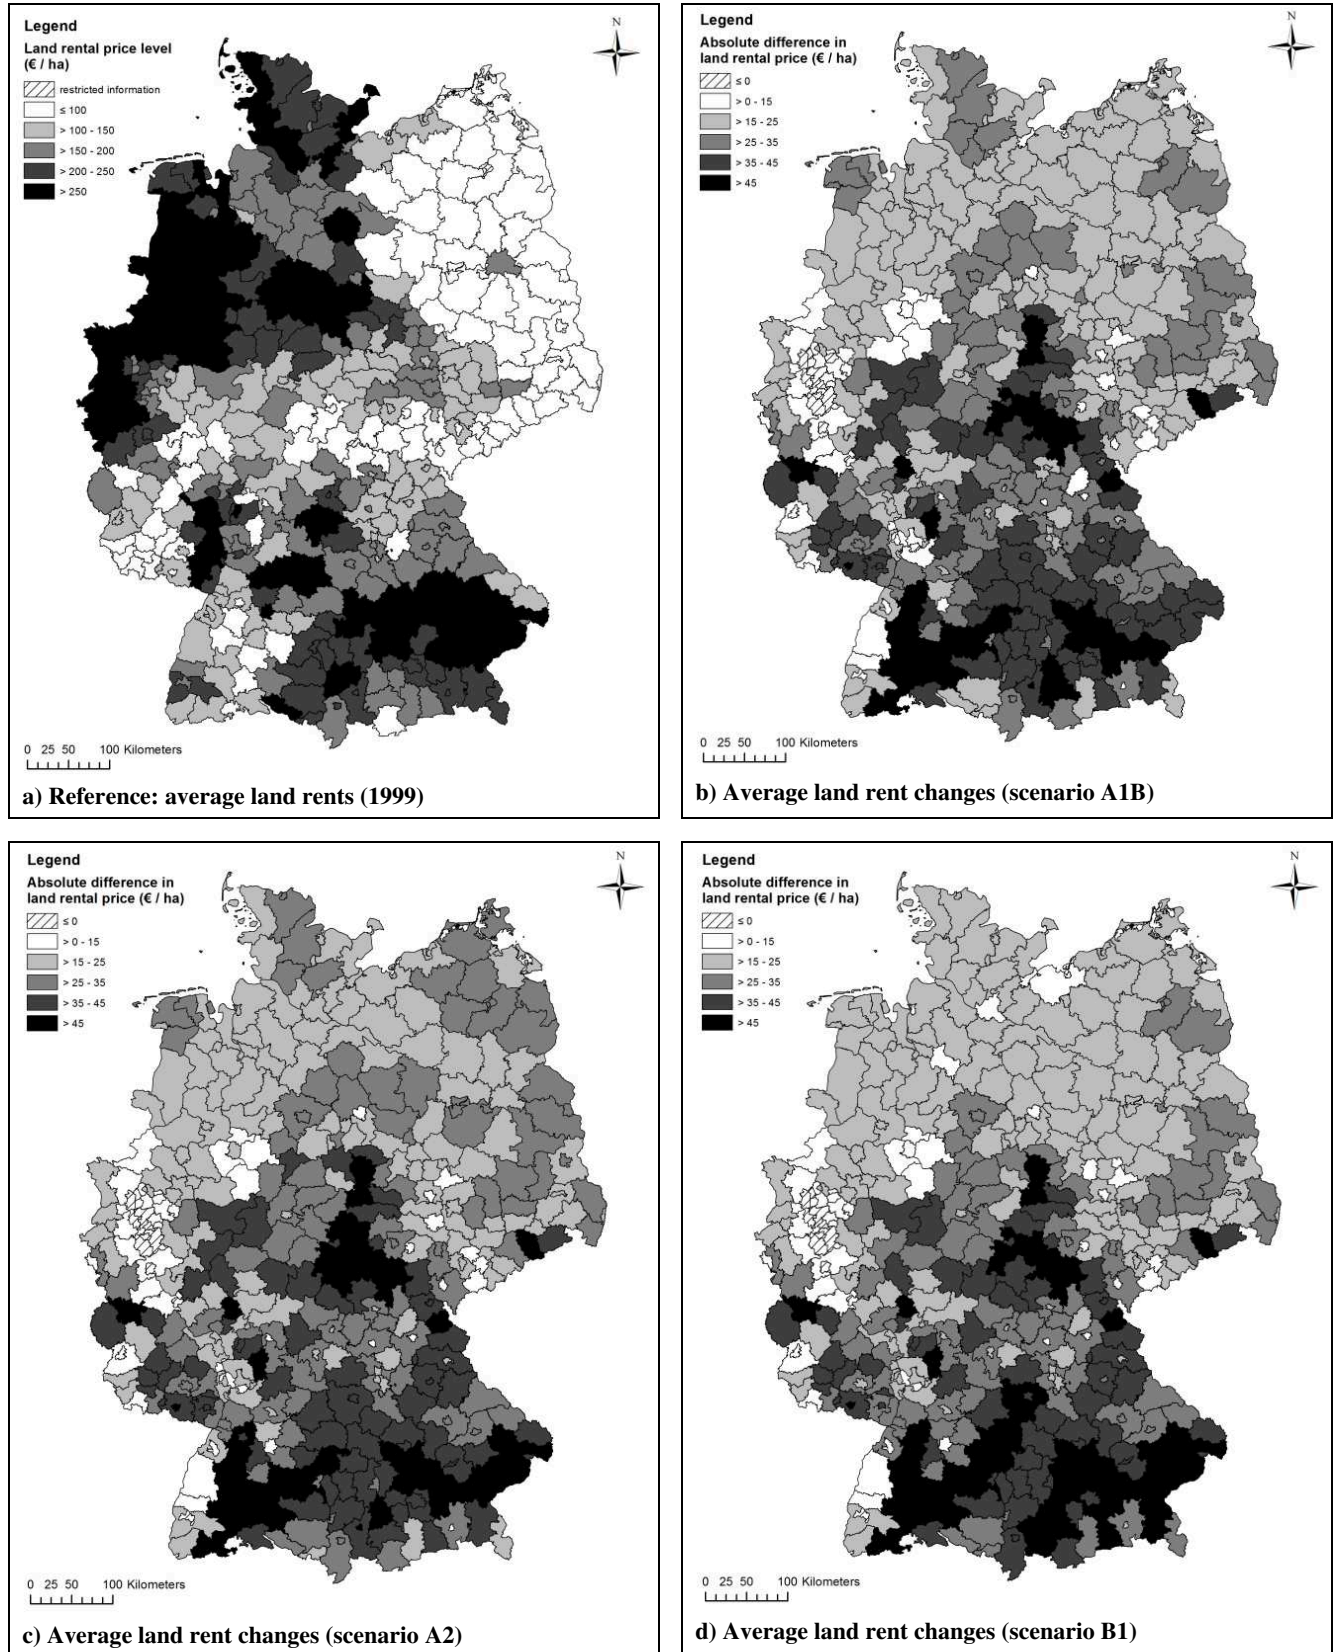 Legend
Land rental price level
(€ / ha)
restricted information
≤ 100
> 100 - 150
> 150 - 200
> 200 - 250
> 250
N
0 25 50 100 Kilometers
a) Reference: average land rents (1999)
Legend
Absolute difference in
land rental price (€ / ha)
≤ 0
> 0 - 15
> 15 - 25
> 25 - 35
> 35 - 45
> 45
N
0 25 50 100 Kilometers
b) Average land rent changes (scenario A1B)
Legend
Absolute difference in
land rental price (€ / ha)
≤ 0
> 0 - 15
> 15 - 25
> 25 - 35
> 35 - 45
> 45
N
0 25 50 100 Kilometers
c) Average land rent changes (scenario A2)
Legend
Absolute difference in
land rental price (€ / ha)
≤ 0
> 0 - 15
> 15 - 25
> 25 - 35
> 35 - 45
> 45
N
0 25 50 100 Kilometers
d) Average land rent changes (scenario B1)